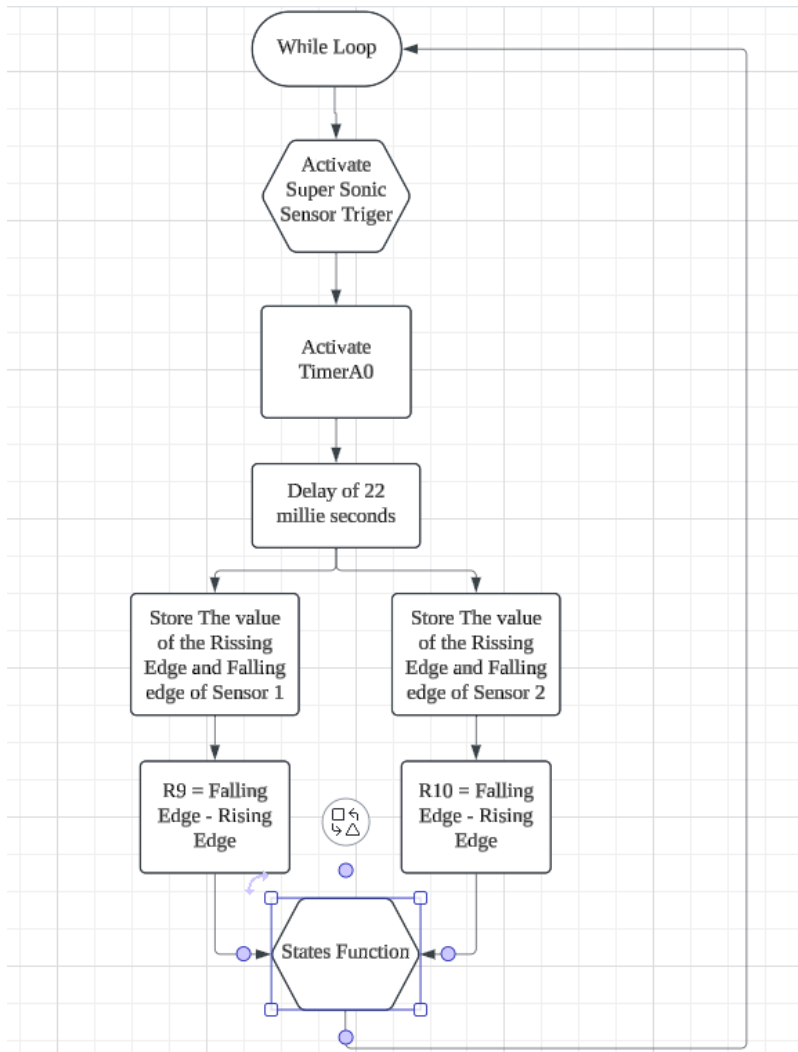 While Loop
Activate
Super Sonic
Sensor Triger
Activate
TimerA0
Delay of 22
millie seconds
Store The value
of the Rissing
Edge and Falling
edge of Sensor 1
Store The value
of the Rissing
Edge and Falling
edge of Sensor 2
R9 = Falling
Edge - Rising
Edge
R10 = Falling
Edge - Rising
Edge
States Function